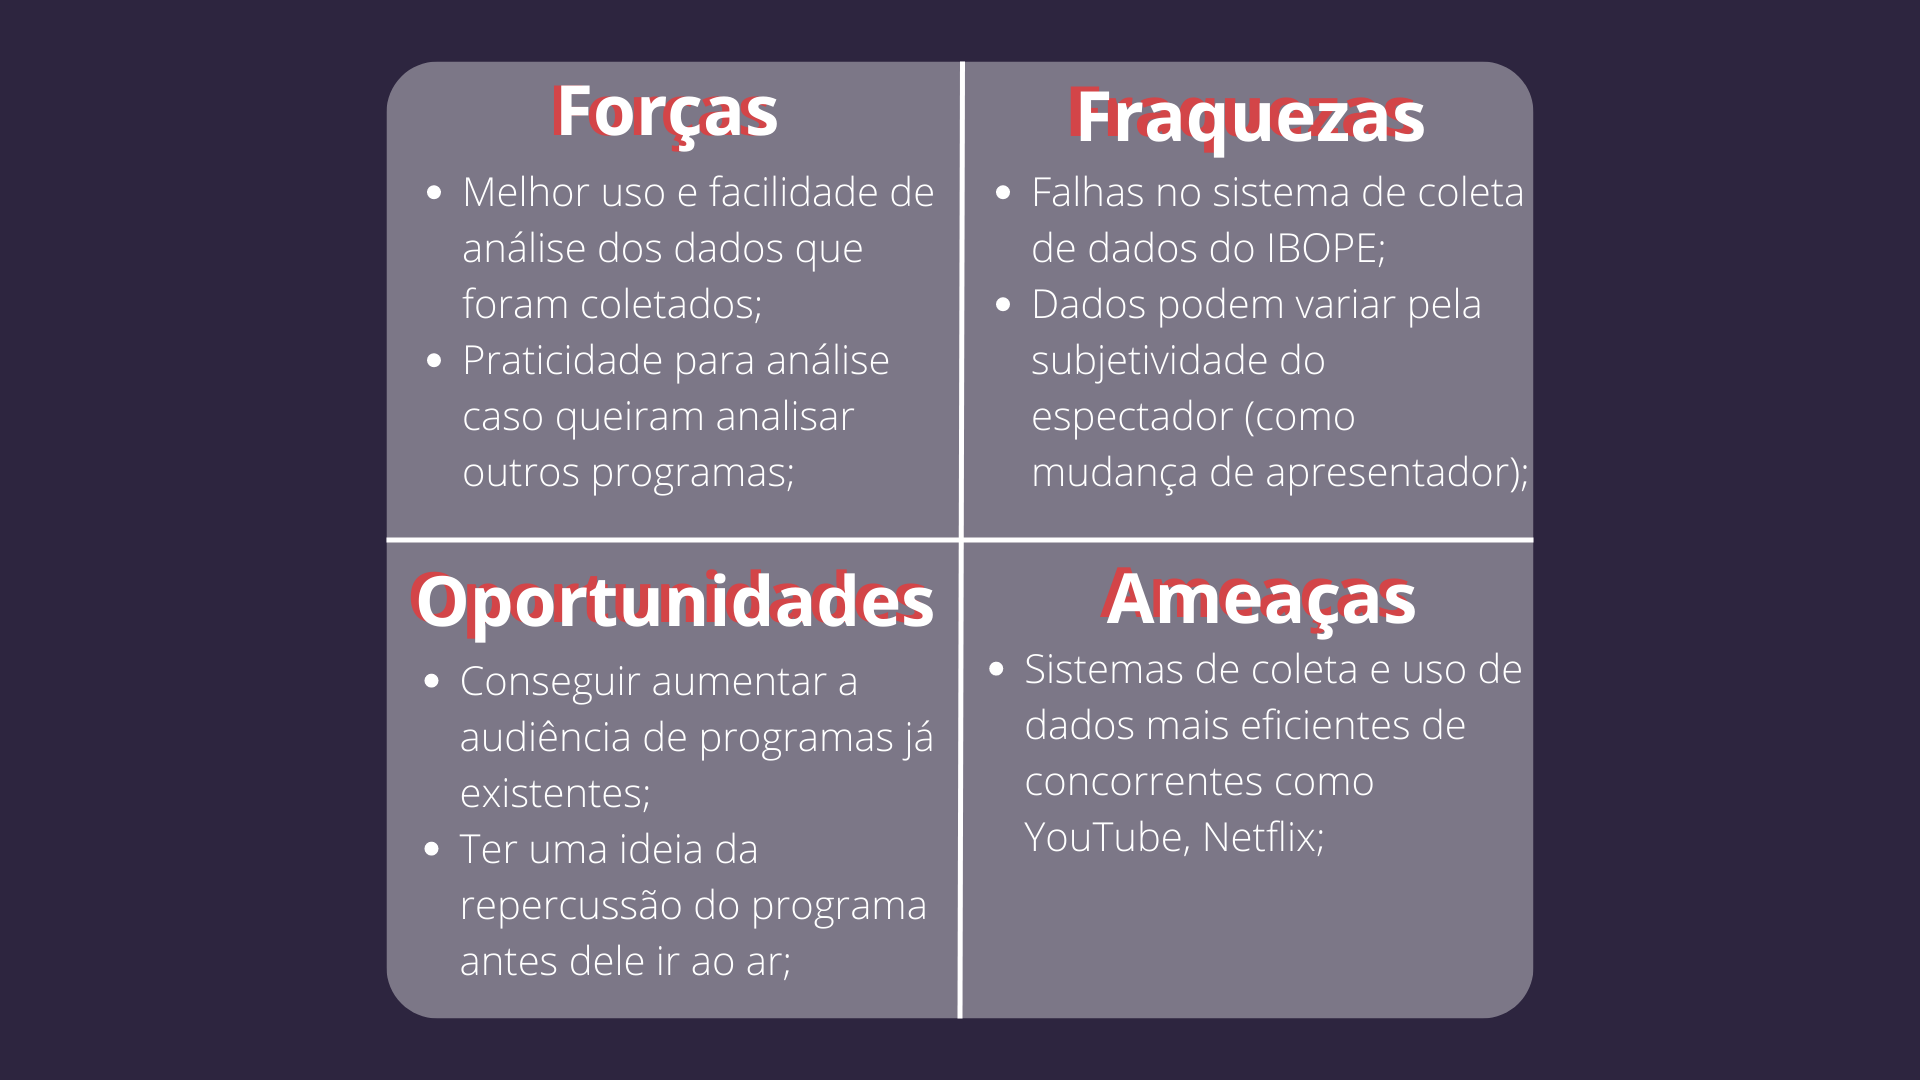 Forças
• Melhor uso e facilidade de
análise dos dados que
foram coletados;
• Praticidade para análise
caso queiram analisar
outros programas;
Fraquezas
• Falhas no sistema de coleta
de dados do IBOPE;
• Dados podem variar pela
subjetividade do
espectador (como
mudança de apresentador);
Oportunidades
• Conseguir aumentar a
audiência de programas já
existentes;
• Ter uma ideia da
repercussão do programa
antes dele ir ao ar;
Ameaças
• Sistemas de coleta e uso de
dados mais eficientes de
concorrentes como
YouTube, Netflix;